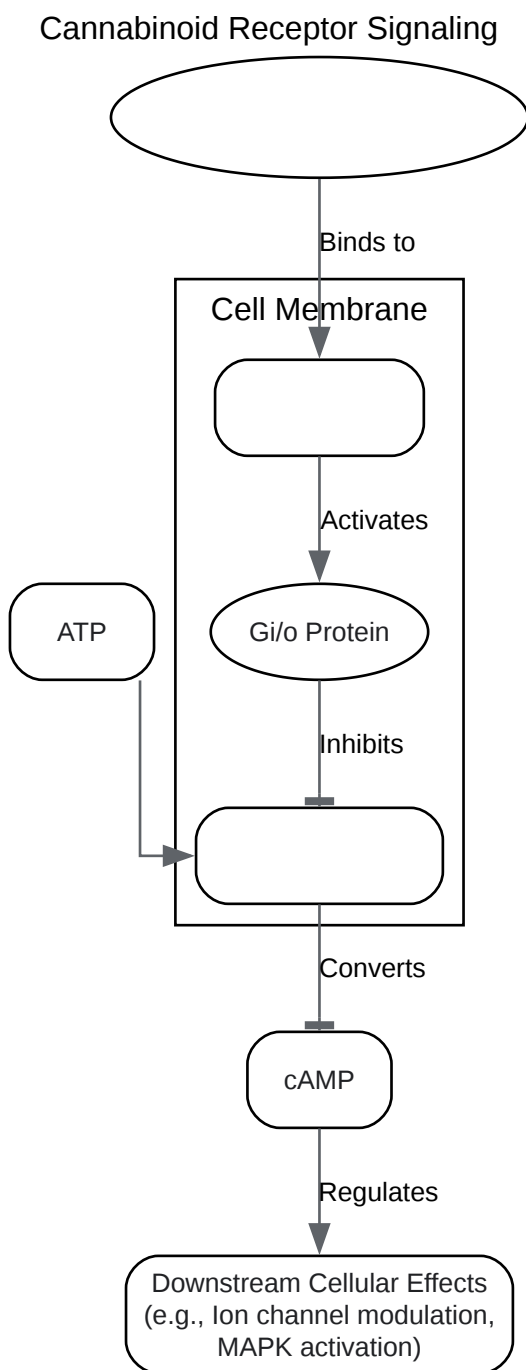 Cannabinoid Receptor Signaling
Binds to
Cell Membrane
Activates
ATP
Gi/o Protein
Inhibits
Converts
cAMP
Regulates
Downstream Cellular Effects
(e.g., Ion channel modulation,
MAPK activation)